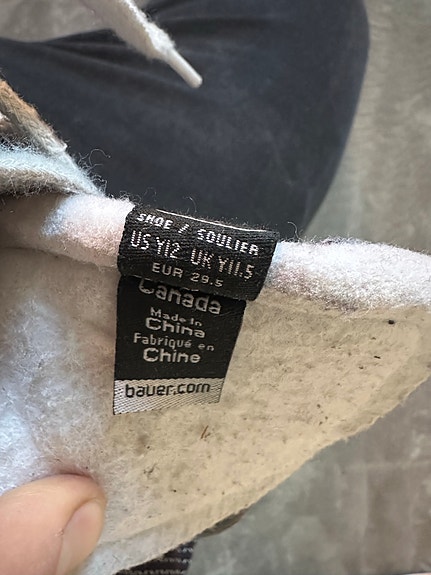 SHOE / SOULIER
US Y12 UK Y11.5
EUR 29.5
Canada
Made in
China
Fabriqué en
Chine
bauer.com